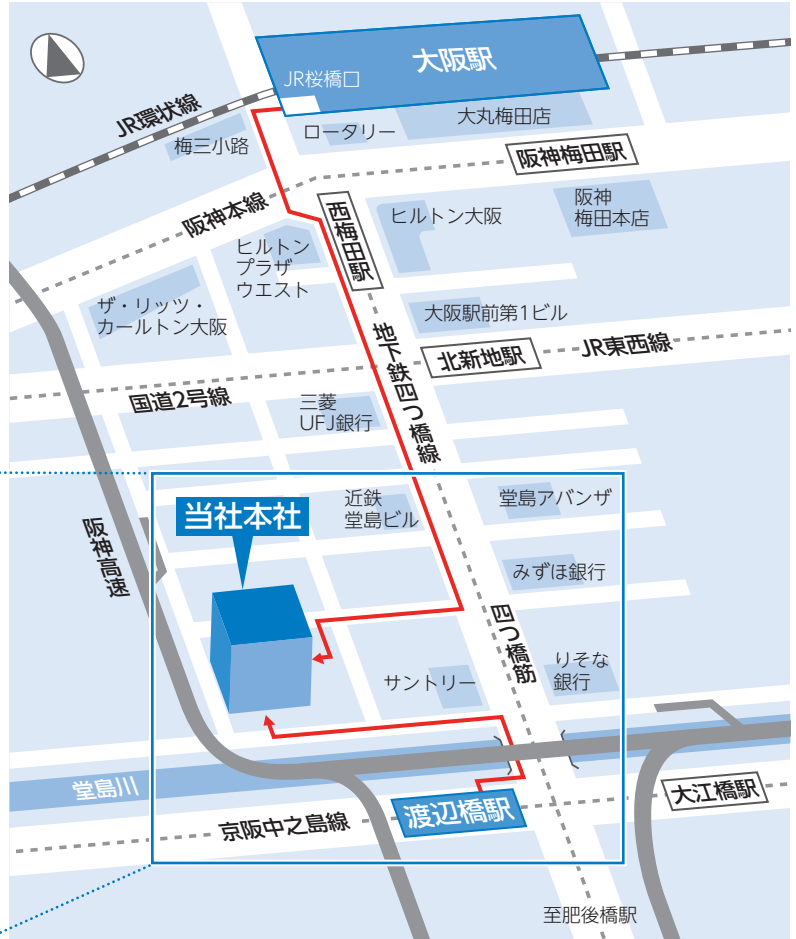 大阪駅
JR桜橋口
JR環状線
梅三小路
ロータリー
大丸梅田店
阪神梅田駅
阪神本線
西梅田駅
ヒルトン大阪
阪神
梅田本店
ヒルトン
プラザ
ウエスト
ザ・リッツ・
カールトン大阪
大阪駅前第1ビル
地下鉄四つ橋線
北新地駅
JR東西線
国道2号線
三菱
UFJ銀行
当社本社
近鉄
堂島ビル
堂島アバンザ
阪神高速
みずほ銀行
四つ橋筋
サントリー
りそな
銀行
堂島川
渡辺橋駅
大江橋駅
京阪中之島線
至肥後橋駅